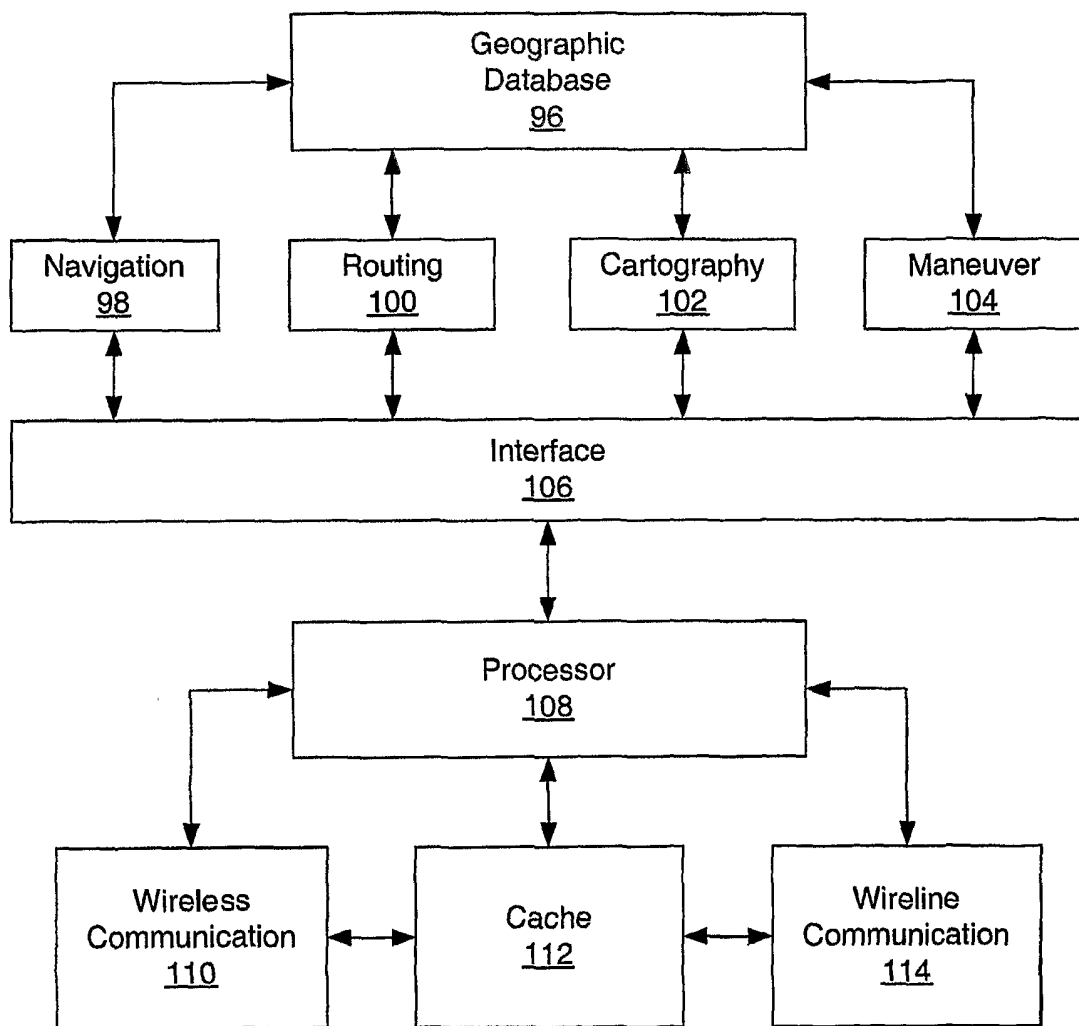 Geographic
Database
96
Navigation
98
Routing
100
Cartography
102
Maneuver
104
Interface
106
Processor
108
Wireless
Communication
110
Cache
112
Wireline
Communication
114